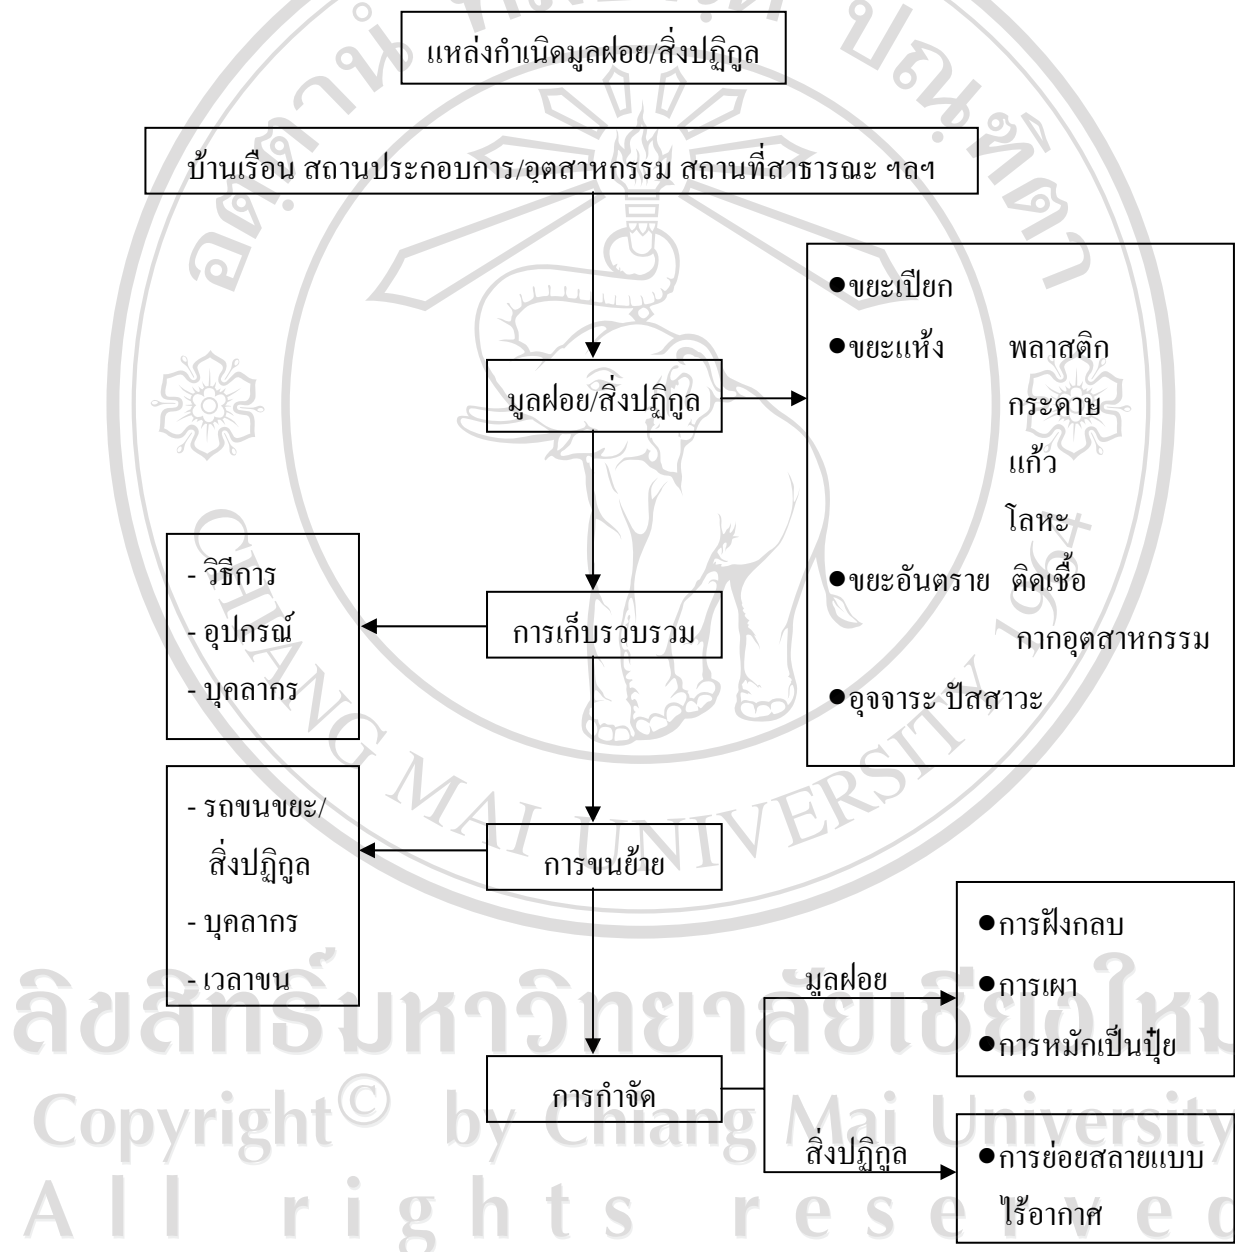 แหล่งกำเนิดมูลฝอย/สิ่งปฏิกูล
บ้านเรือน สถานประกอบการ/อุตสาหกรรม สถานที่สาธารณะ ฯลฯ
มูลฝอย/สิ่งปฏิกูล
●ขยะเปียก
●ขยะแห้ง พลาสติก
กระดาษ
แก้ว
โลหะ
●ขยะอันตราย ติดเชื้อ
กากอุตสาหกรรม
●อุจจาระ ปัสสาวะ
การเก็บรวบรวม
- วิธีการ
- อุปกรณ์
- บุคลากร
การขนย้าย
- รถขนขยะ/
สิ่งปฏิกูล
- บุคลากร
- เวลาขน
การกำจัด
มูลฝอย
●การฝังกลบ
●การเผา
●การหมักเป็นปุ๋ย
สิ่งปฏิกูล
●การย่อยสลายแบบ
ไร้อากาศ
CHIANG MAI UNIVERSITY 1964
ลิขสิทธิ์มหาวิทยาลัยเชียงใหม
Copyright© by Chiang Mai University
All rights reserved